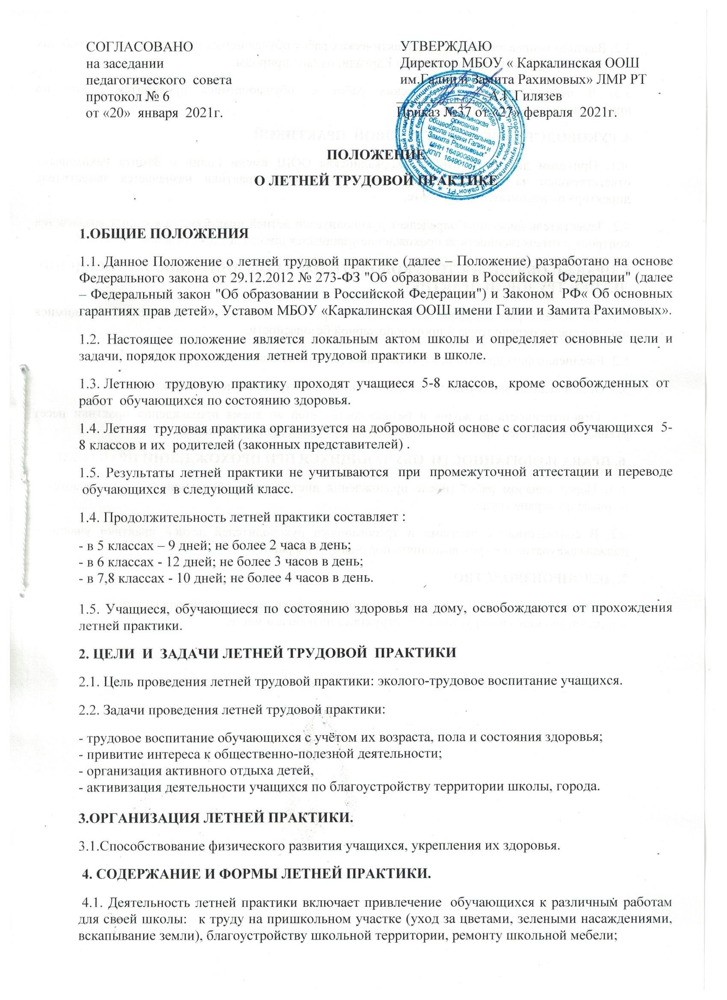 СОГЛАСОВАНО
на заседании
педагогического совета
протокол № 6
от «20» января 2021г.
УТВЕРЖДАЮ
Директор МБОУ « Каркалинская ООШ
им.Галии и Замита Рахимовых» ЛМР РТ
А.Г.Гилязев
Приказ №37 от «27» февраля 2021г.
ОГРН 1021601975580
"Каркалинская
основная
общеобразовательная
школа имени Галии и
Замита Рахимовых"
ИНН 1649006889
КПП 164901001
ПОЛОЖЕНИЕ
О ЛЕТНЕЙ ТРУДОВОЙ ПРАКТИКЕ
1.ОБЩИЕ ПОЛОЖЕНИЯ
1.1. Данное Положение о летней трудовой практике (далее – Положение) разработано на основе
Федерального закона от 29.12.2012 № 273-ФЗ "Об образовании в Российской Федерации" (далее
– Федеральный закон "Об образовании в Российской Федерации") и Законом РФ« Об основных
гарантиях прав детей», Уставом МБОУ «Каркалинская ООШ имени Галии и Замита Рахимовых».
1.2. Настоящее положение является локальным актом школы и определяет основные цели и
задачи, порядок прохождения летней трудовой практики в школе.
1.3. Летнюю трудовую практику проходят учащиеся 5-8 классов, кроме освобожденных от
работ обучающихся по состоянию здоровья.
1.4. Летняя трудовая практика организуется на добровольной основе с согласия обучающихся 5-
8 классов и их родителей (законных представителей) .
1.5. Результаты летней практики не учитываются при промежуточной аттестации и переводе
обучающихся в следующий класс.
1.4. Продолжительность летней практики составляет :
- в 5 классах – 9 дней; не более 2 часа в день;
- в 6 классах - 12 дней; не более 3 часов в день;
- в 7,8 классах - 10 дней; не более 4 часов в день.
1.5. Учащиеся, обучающиеся по состоянию здоровья на дому, освобождаются от прохождения
летней практики.
2. ЦЕЛИ И ЗАДАЧИ ЛЕТНЕЙ ТРУДОВОЙ ПРАКТИКИ
2.1. Цель проведения летней трудовой практики: эколого-трудовое воспитание учащихся.
2.2. Задачи проведения летней трудовой практики:
- трудовое воспитание обучающихся с учётом их возраста, пола и состояния здоровья;
- привитие интереса к общественно-полезной деятельности;
- организация активного отдыха детей,
- активизация деятельности учащихся по благоустройству территории школы, города.
3.ОРГАНИЗАЦИЯ ЛЕТНЕЙ ПРАКТИКИ.
3.1.Способствование физического развития учащихся, укрепления их здоровья.
4. СОДЕРЖАНИЕ И ФОРМЫ ЛЕТНЕЙ ПРАКТИКИ.
4.1. Деятельность летней практики включает привлечение обучающихся к различным работам
для своей школы: к труду на пришкольном участке (уход за цветами, зелеными насаждениями,
вскапывание земли), благоустройству школьной территории, ремонту школьной мебели;